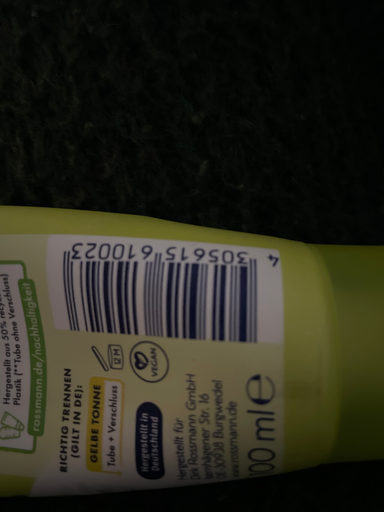 Hergestellt aus 50%
Plastik (**Tube ohne Verschluss)
rossmann.de/nachhaltigkeit
RICHTIG TRENNEN
(GILT IN DE):
GELBE TONNE
Tube + Verschluss
12 M
VEGAN
Hergestellt in
Deutschland
Hergestellt für
Dirk Rossmann GmbH
Isernhägener Str. 16
DE-30938 Burgwedel
www.rossmann.de
00 ml e
4 305615 610023